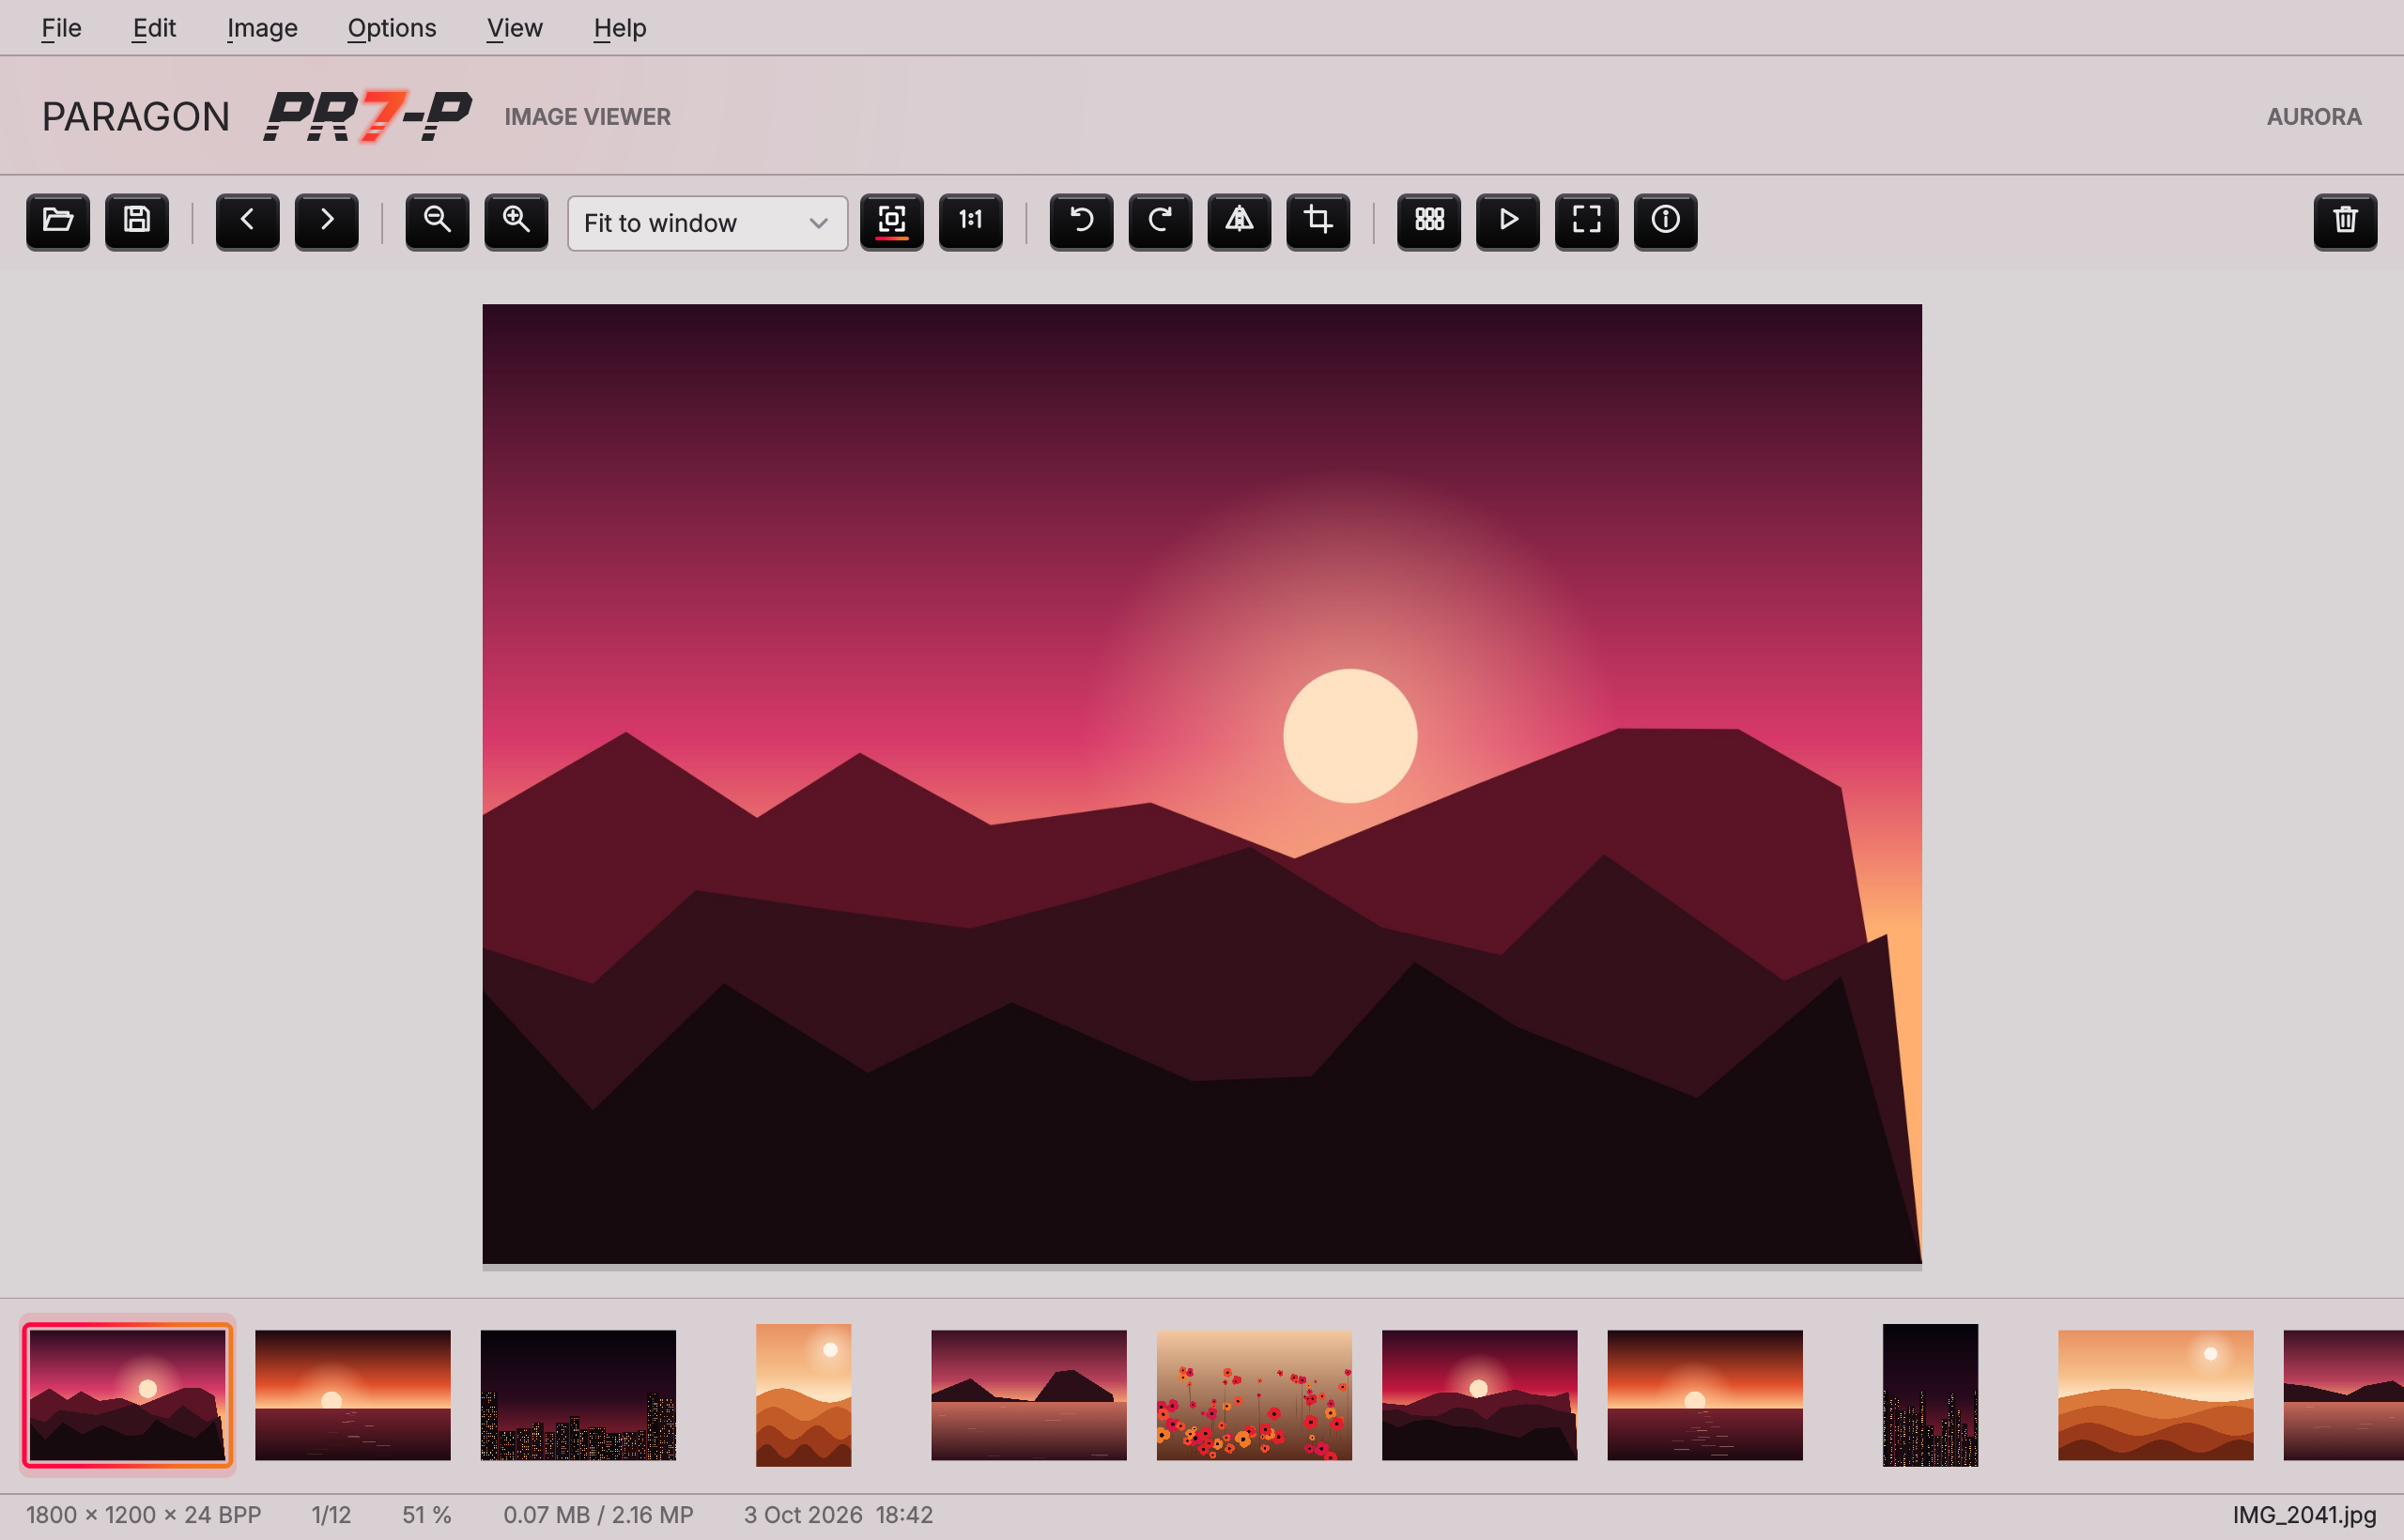 File Edit Image Options View Help
PARAGON PR7-P IMAGE VIEWER AURORA
Fit to window 1:1
1800 × 1200 × 24 BPP 1/12 51 % 0.07 MB / 2.16 MP 3 Oct 2026 18:42 IMG_2041.jpg